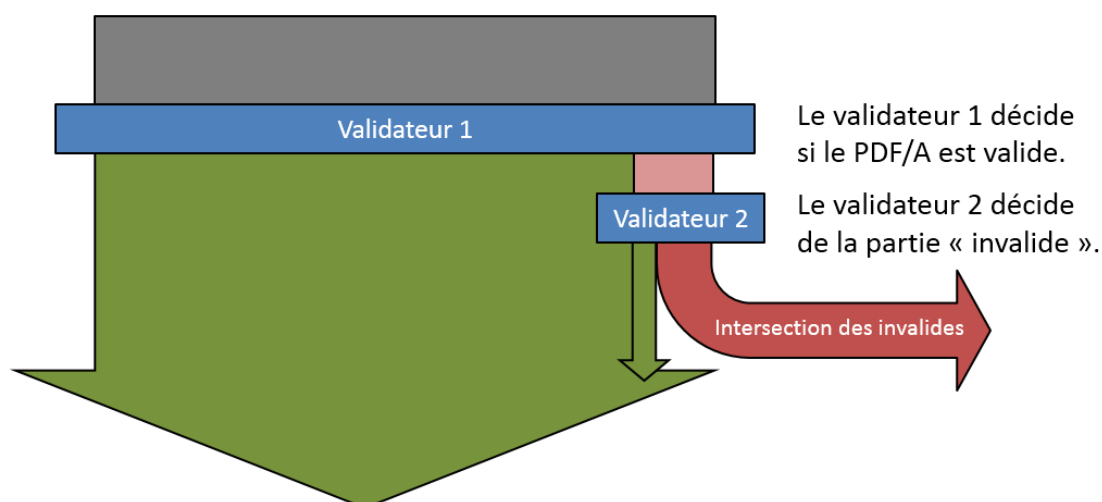 Validateur 1
Le validateur 1 décide
si le PDF/A est valide.
Validateur 2
Le validateur 2 décide
de la partie « invalide ».
Intersection des invalides